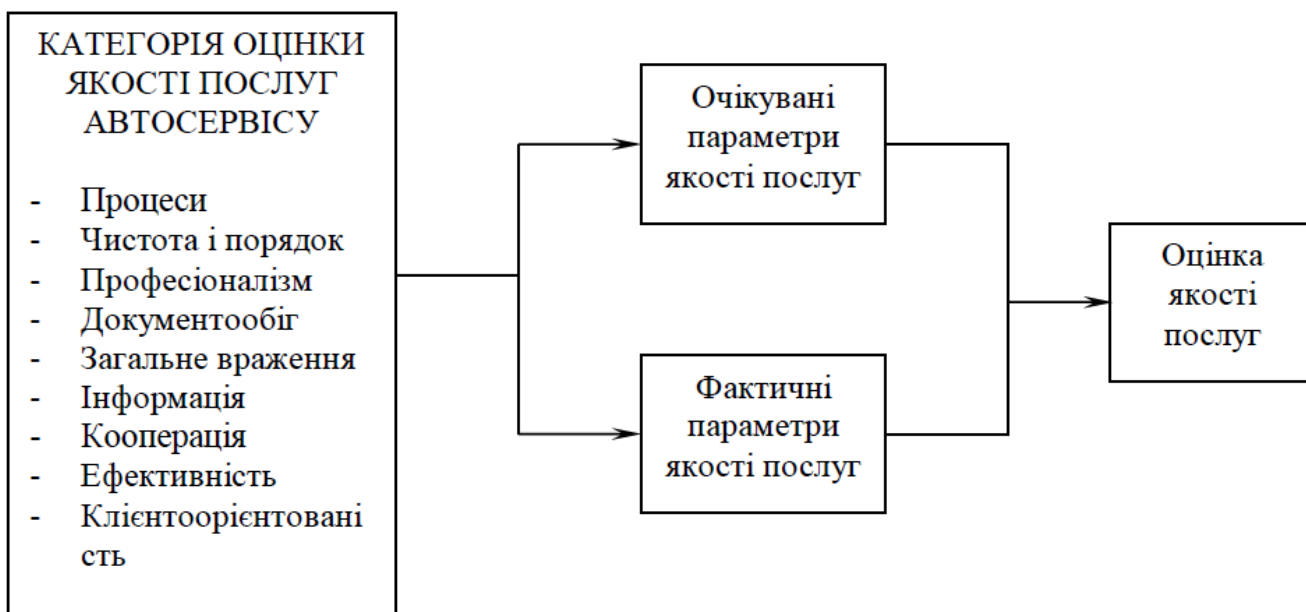 КАТЕГОРІЯ ОЦІНКИ
ЯКОСТІ ПОСЛУГ
АВТОСЕРВІСУ
- Процеси
- Чистота і порядок
- Професіоналізм
- Документообіг
- Загальне враження
- Інформація
- Кооперація
- Ефективність
- Клієнтоорієнтовані
сть
Очікувані
параметри
якості послуг
Фактичні
параметри
якості послуг
Оцінка
якості
послуг